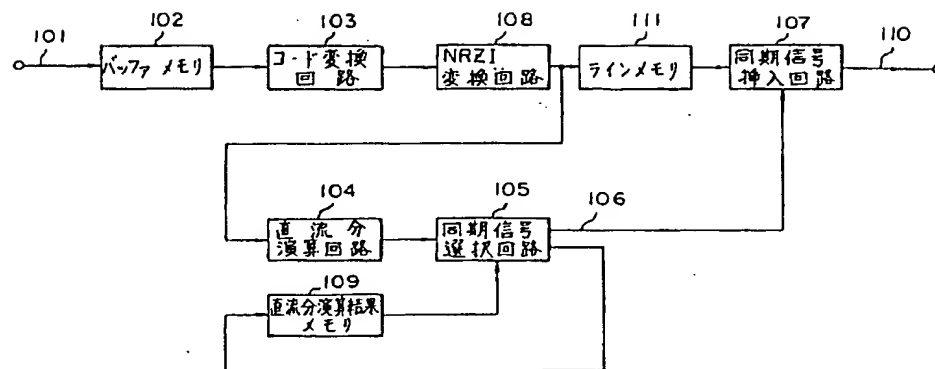 101
102
バッファメモリ
103
コード変換
回路
108
NRZI
変換回路
111
ラインメモリ
107
同期信号
挿入回路
110
104
直流分
演算回路
105
同期信号
選択回路
106
109
直流分演算結果
メモリ